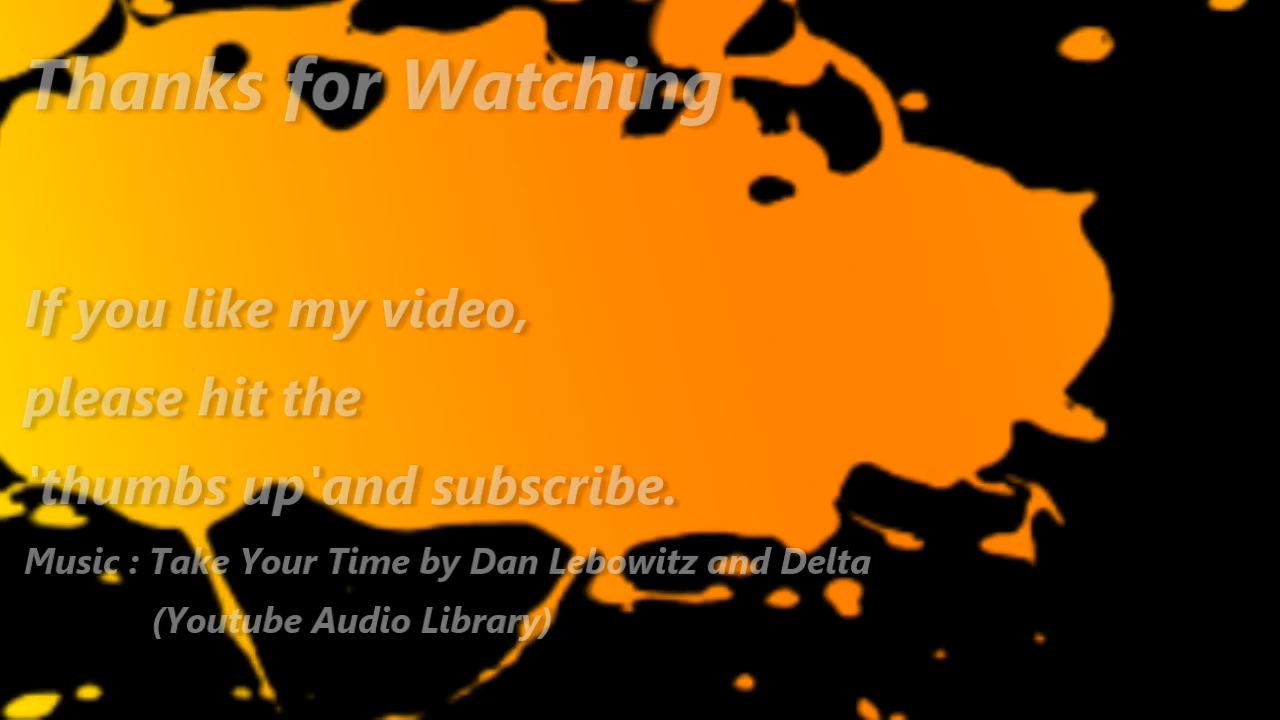 Thanks for Watching
If you like my video,
please hit the
'thumbs up'and subscribe.
Music : Take Your Time by Dan Lebowitz and Delta
(Youtube Audio Library)